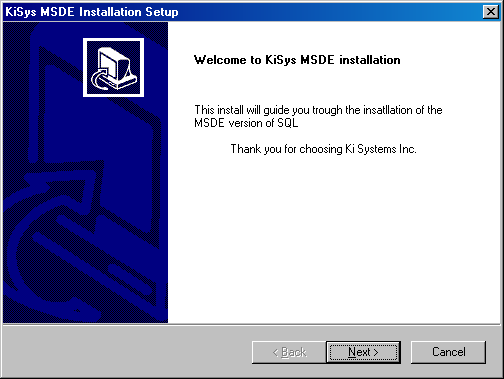 KiSys MSDE Installation Setup
Welcome to KiSys MSDE installation
This install will guide you trough the insatllation of the
MSDE version of SQL
Thank you for choosing Ki Systems Inc.
< Back
Next >
Cancel